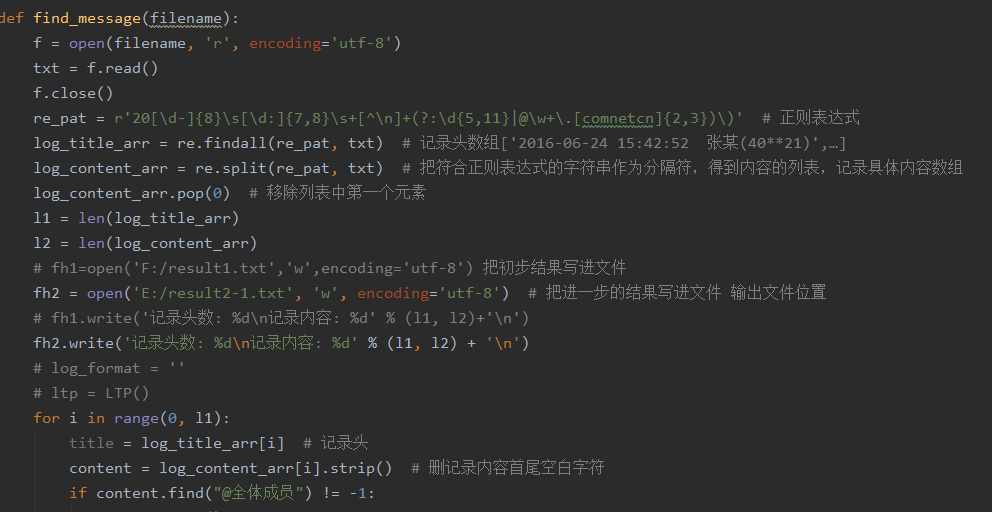 def find_message(filename):
    f = open(filename, 'r', encoding='utf-8')
    txt = f.read()
    f.close()
    re_pat = r'20[\d-]{8}\s[\d:]{7,8}\s+[^\n]+(?:\d{5,11}|@\w+\.[comnetcn]{2,3})\)'  # 正则表达式
    log_title_arr = re.findall(re_pat, txt)  # 记录头数组['2016-06-24 15:42:52  张某(40**21)',…]
    log_content_arr = re.split(re_pat, txt)  # 把符合正则表达式的字符串作为分隔符，得到内容的列表，记录具体内容数组
    log_content_arr.pop(0)  # 移除列表中第一个元素
    l1 = len(log_title_arr)
    l2 = len(log_content_arr)
    # fh1=open('F:/result1.txt','w',encoding='utf-8') 把初步结果写进文件
    fh2 = open('E:/result2-1.txt', 'w', encoding='utf-8')  # 把进一步的结果写进文件 输出文件位置
    # fh1.write('记录头数: %d\n记录内容: %d' % (l1, l2)+'\n')
    fh2.write('记录头数: %d\n记录内容: %d' % (l1, l2) + '\n')
    # log_format = ''
    # ltp = LTP()
    for i in range(0, l1):
        title = log_title_arr[i]  # 记录头
        content = log_content_arr[i].strip()  # 删记录内容首尾空白字符
        if content.find("@全体成员") != -1: